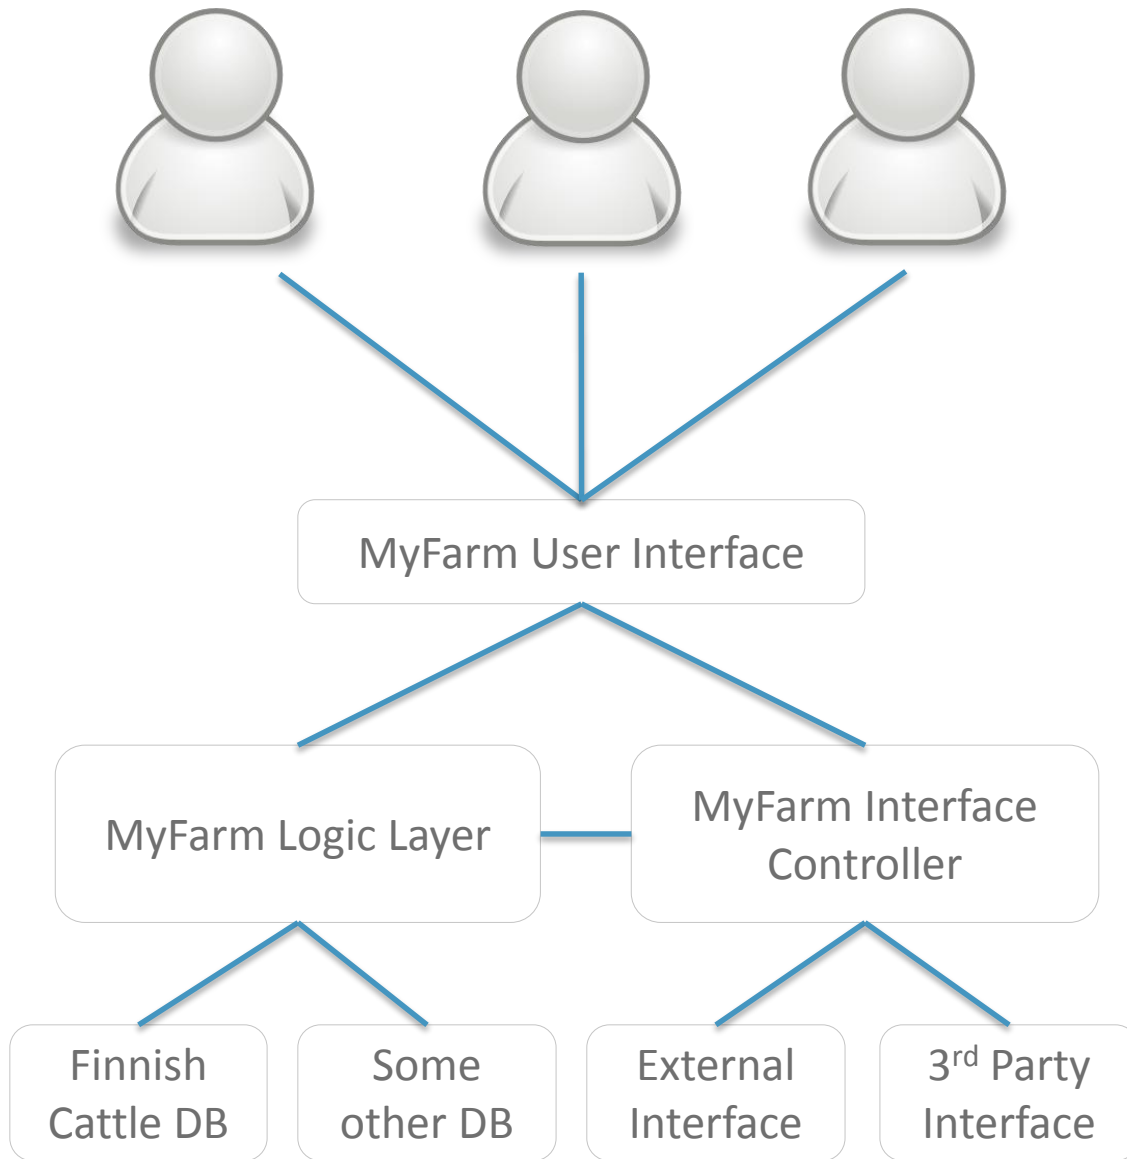 MyFarm User Interface
MyFarm Logic Layer
MyFarm Interface
Controller
Finnish
Cattle DB
Some
other DB
External
Interface
3rd Party
Interface